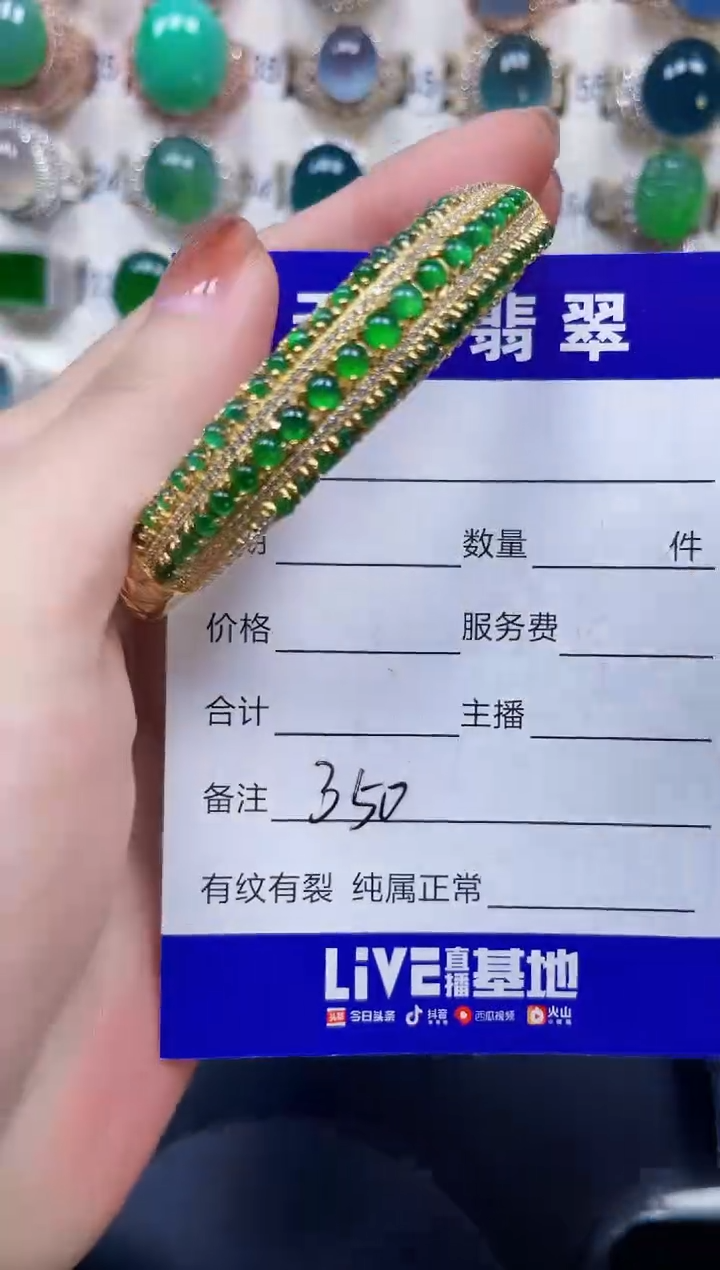 翡翠
数量 件
价格 服务费
合计 主播
备注 350
有纹有裂 纯属正常
LiVE直播基地
头条 今日头条 抖音 西瓜视频 火山